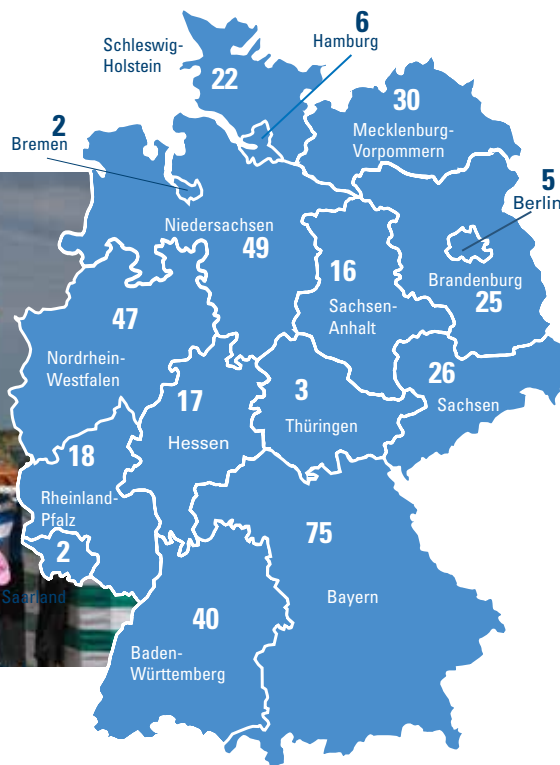 6
Hamburg
Schleswig-
Holstein
22
30
Mecklenburg-
Vorpommern
2
Bremen
5
Berlin
Niedersachsen
49
16
Sachsen-
Anhalt
Brandenburg
25
47
Nordrhein-
Westfalen
17
Hessen
3
Thüringen
26
Sachsen
18
Rheinland-
Pfalz
2
Saarland
75
Bayern
40
Baden-
Württemberg